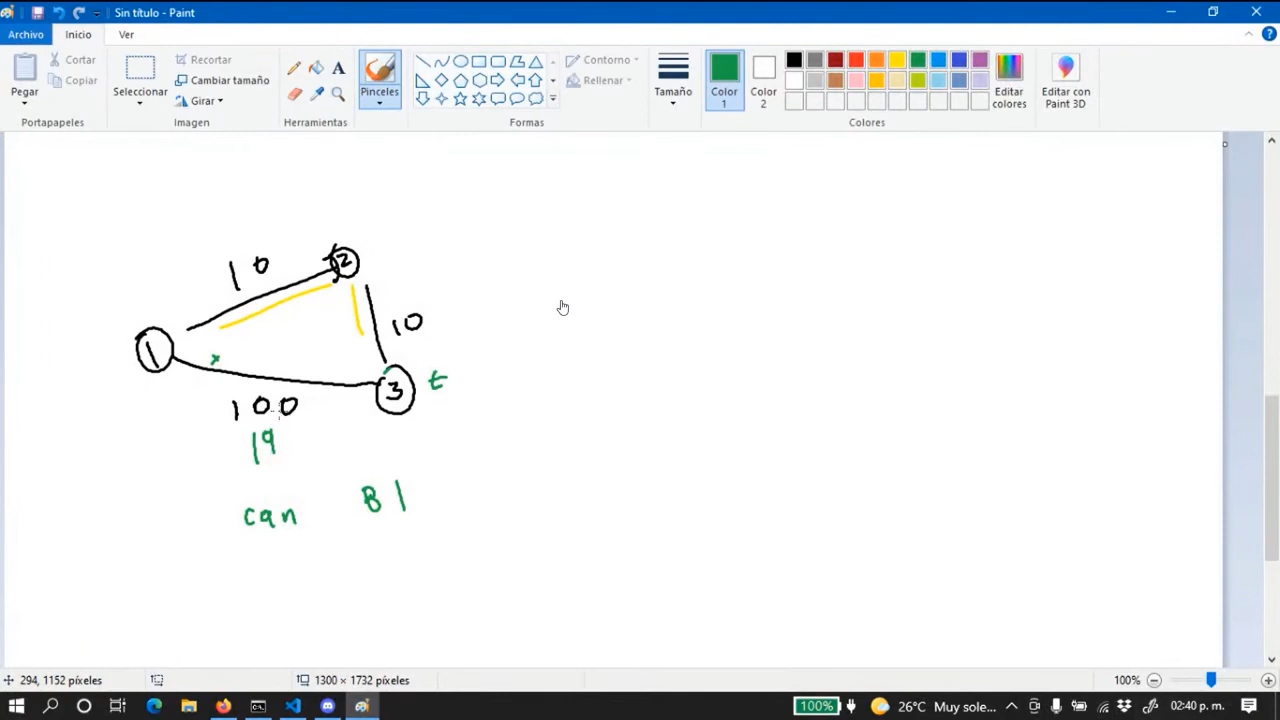 Sin título - Paint
Archivo Inicio Ver
Pegar
Portapapeles
Cortar
Copiar
Seleccionar
Recortar
Cambiar tamaño
Girar
Imagen
A
Herramientas
Pinceles
Contorno
Rellenar
Formas
Tamaño
Color 1
Color 2
Editar colores
Editar con Paint 3D
Colores
10
2
10
1
x
3
t
100
19
can 81
294, 1152 píxeles
1300 × 1732 píxeles
100%
100%
26°C Muy sole...
02:40 p. m.